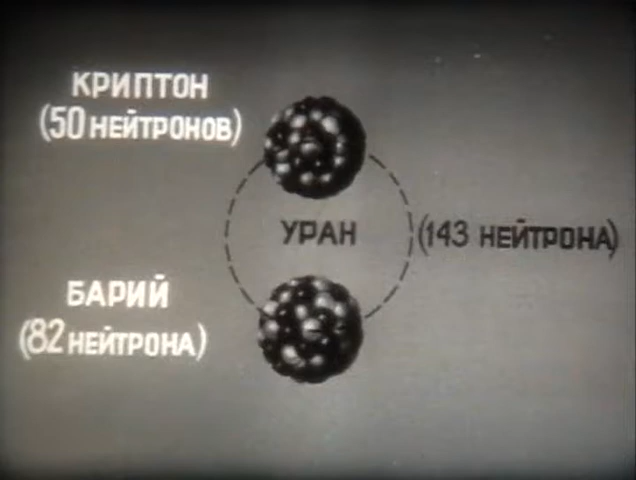 КРИПТОН
(50 НЕЙТРОНОВ)
УРАН
(143 НЕЙТРОНА)
БАРИЙ
(82 НЕЙТРОНА)